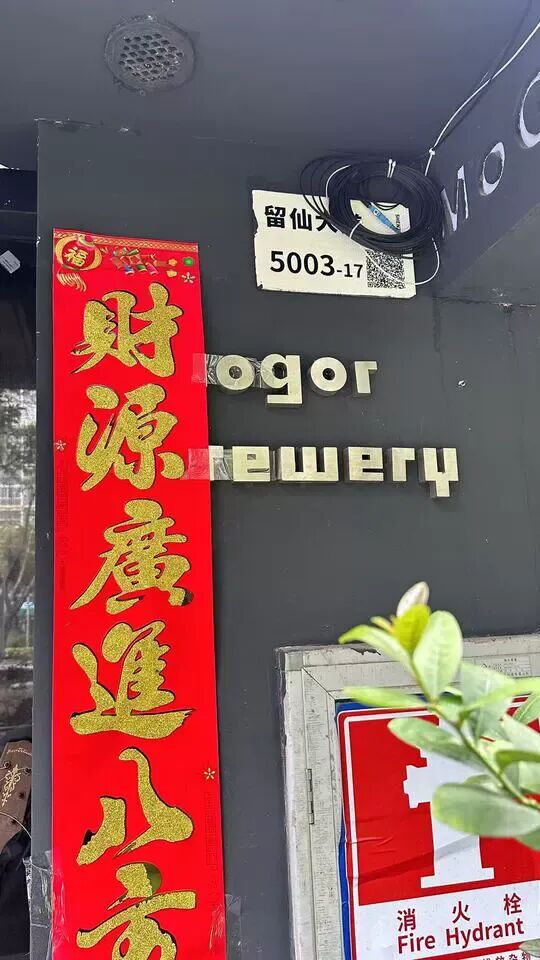 MoC
留仙大
5003-17
福
財源廣進八方
ogor
rewery
消火栓
Fire Hydrant